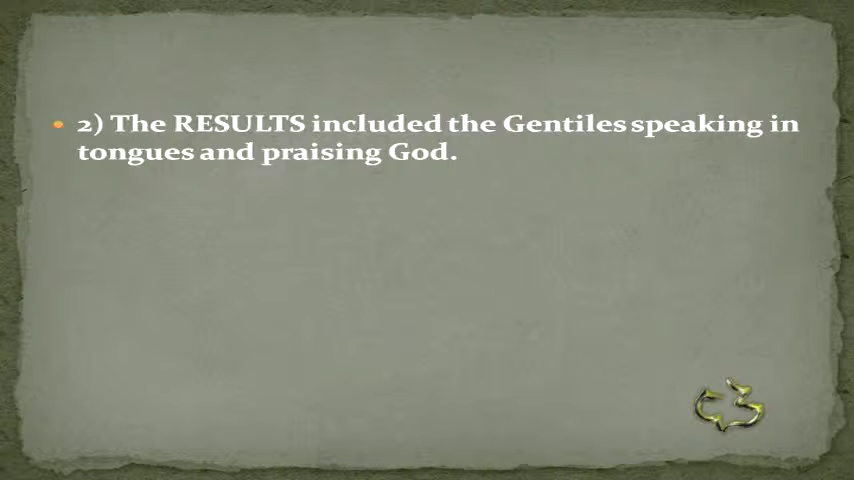 • 2) The RESULTS included the Gentiles speaking in
tongues and praising God.